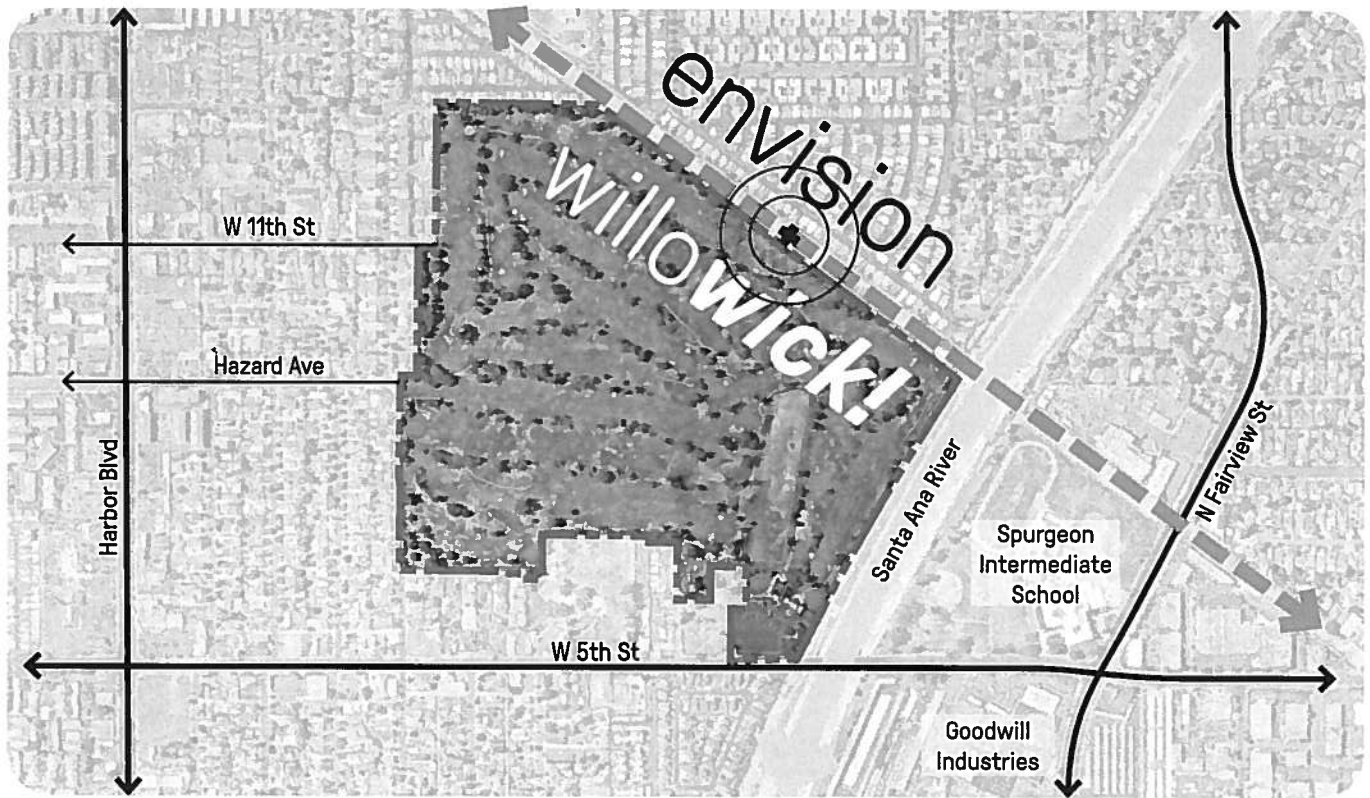 envision
willowick!
W 11th St
Hazard Ave
Harbor Blvd
Santa Ana River
N Fairview St
Spurgeon
Intermediate
School
W 5th St
Goodwill
Industries